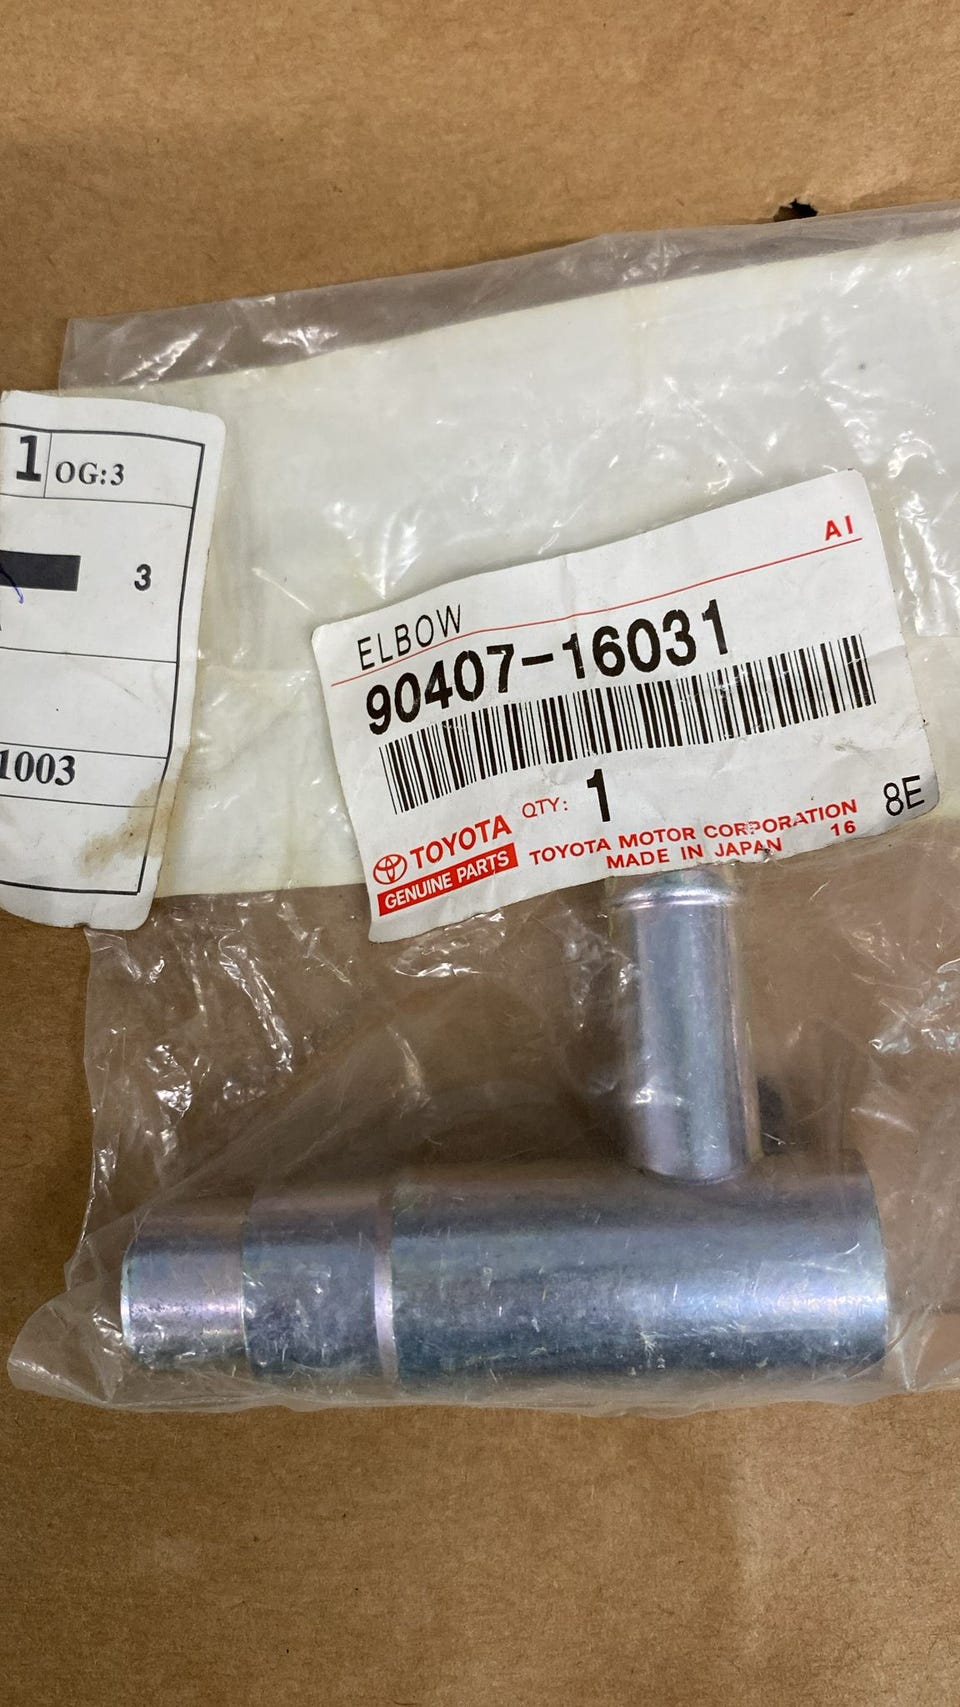 1 OG:3
3
1003
ELBOW AI
90407-16031
QTY: 1
TOYOTA
GENUINE PARTS
TOYOTA MOTOR CORPORATION
MADE IN JAPAN 16
8E